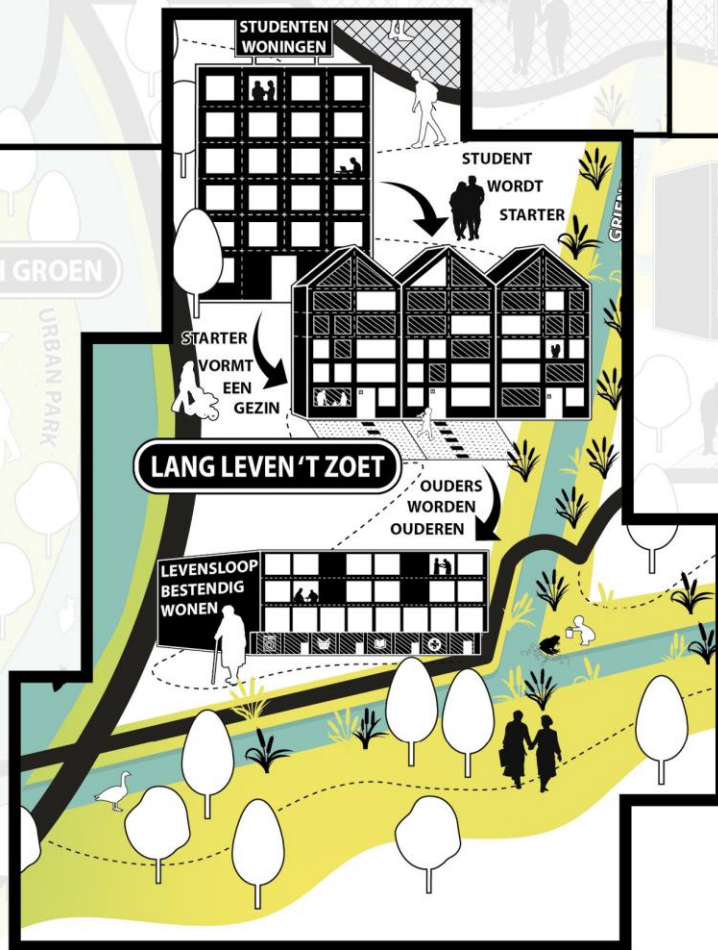 STUDENTEN
WONINGEN
STUDENT
WORDT
STARTER
GROEN
URBAN PARK
STARTER
VORMT
EEN
GEZIN
LANG LEVEN 'T ZOET
OUDERS
WORDEN
OUDEREN
LEVENSLOOP
BESTENDIG
WONEN